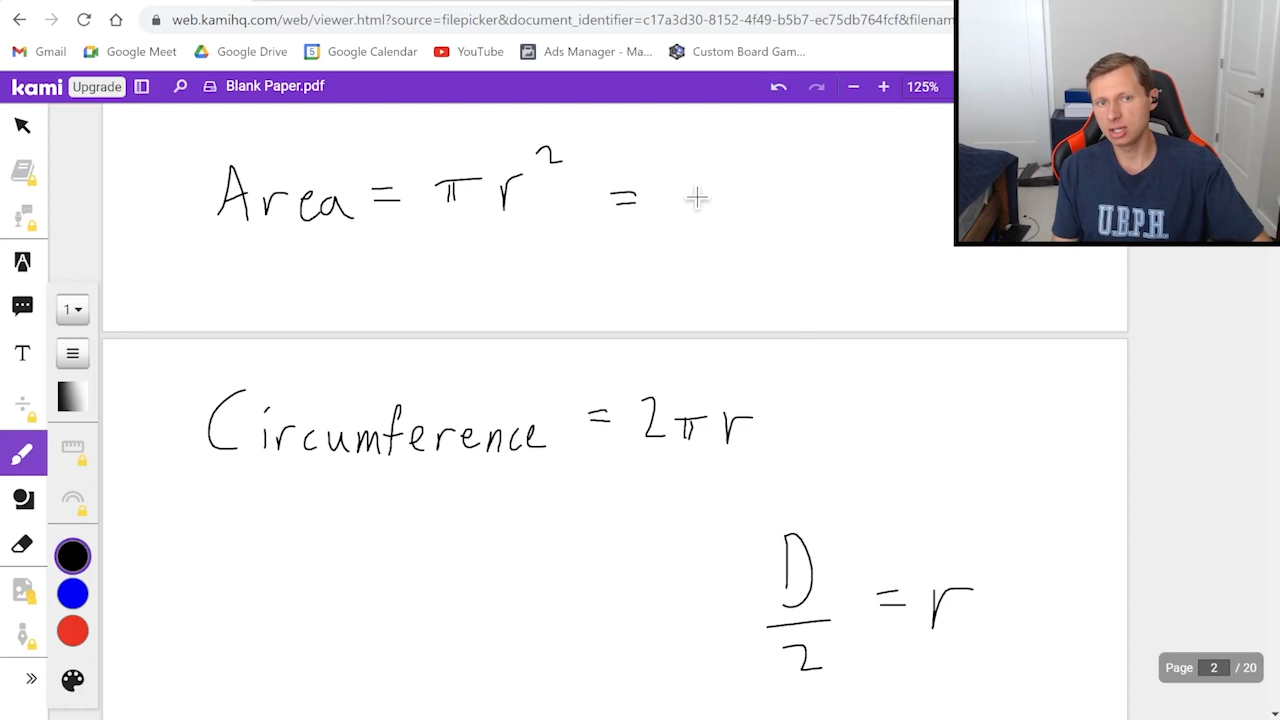 web.kamihq.com/web/viewer.html?source=filepicker&document_identifier=c17a3d30-8152-4f49-b5b7-ec75db764fcf&filenam
Gmail Google Meet Google Drive 5 Google Calendar YouTube Ads Manager - Ma... Custom Board Gam...
kami Upgrade Blank Paper.pdf 125%
Area = πr² =
U.B.P.H.
1
T
Circumference = 2πr
D/2 = r
Page 2 / 20